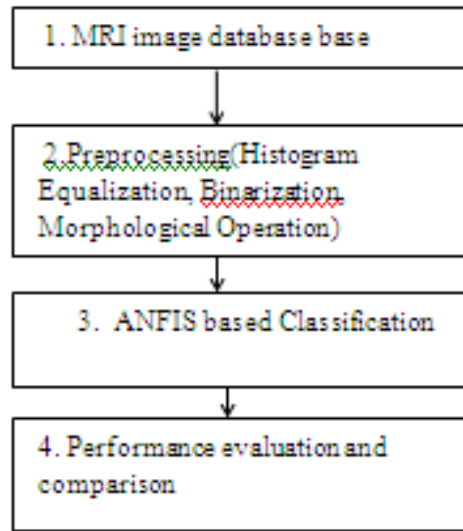 1. MRI image database base
2.Preprocessing(Histogram
Equalization, Binarization,
Morphological Operation)
3. ANFIS based Classification
4. Performance evaluation and
comparison